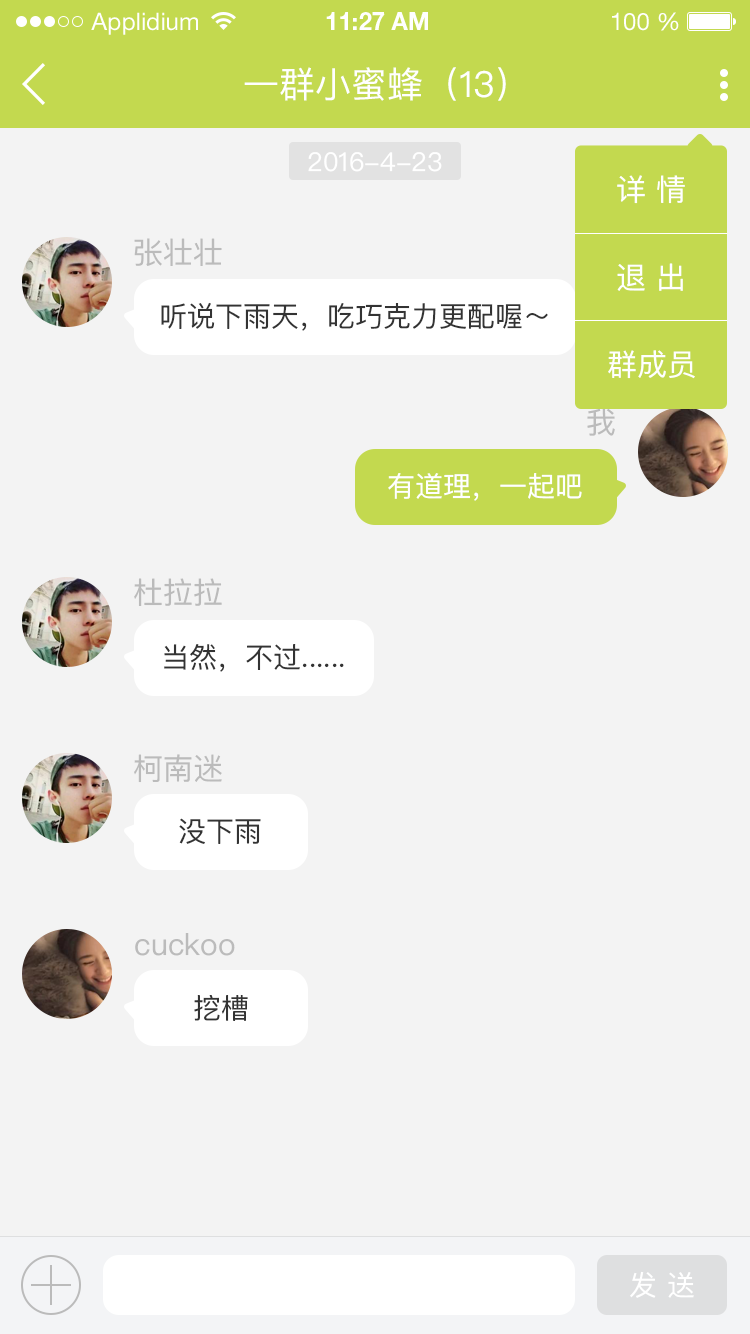 Applidium 11:27 AM 100 %
一群小蜜蜂（13）
2016-4-23
详 情
退 出
群成员
张壮壮
听说下雨天，吃巧克力更配喔～
我
有道理，一起吧
杜拉拉
当然，不过......
柯南迷
没下雨
cuckoo
挖槽
发 送